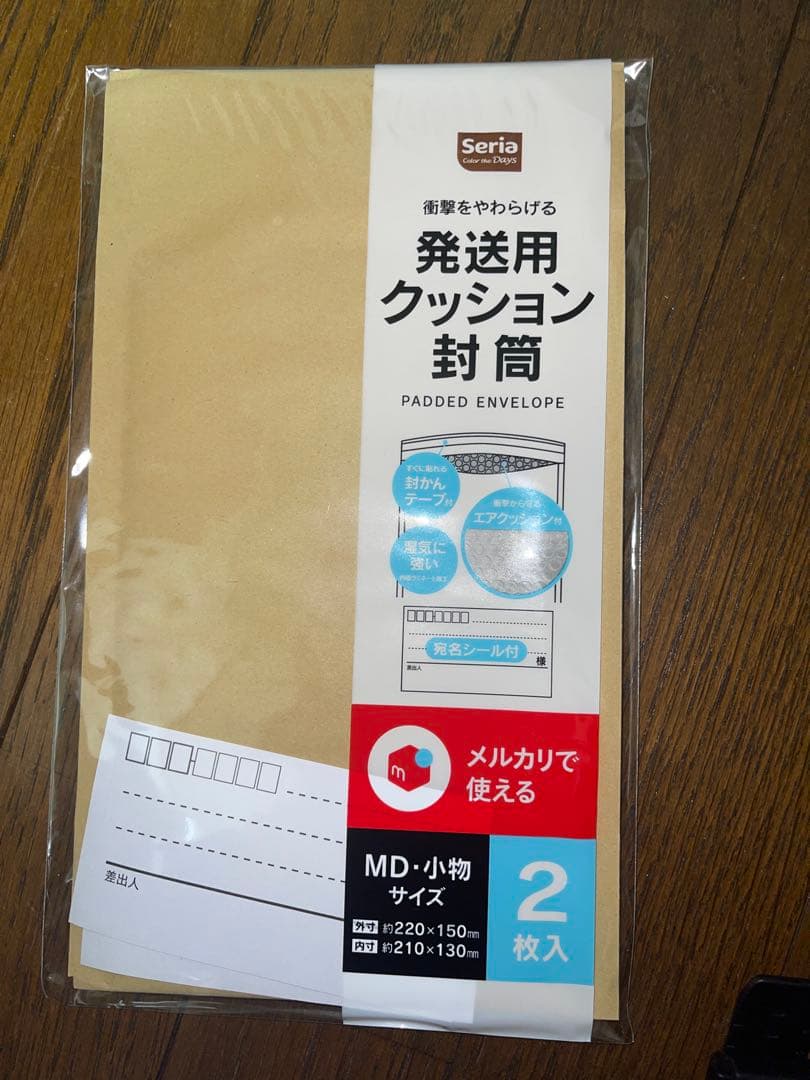 Seria
Color the Days
衝撃をやわらげる
発送用
クッション
封筒
PADDED ENVELOPE
すぐに貼れる
封かん
テープ付
衝撃から守る
エアクッション付
湿気に
強い
宛名シール付
様
差出人
m
メルカリで
使える
MD・小物
サイズ
外寸 約220×150mm
内寸 約210×130mm
2
枚入
差出人